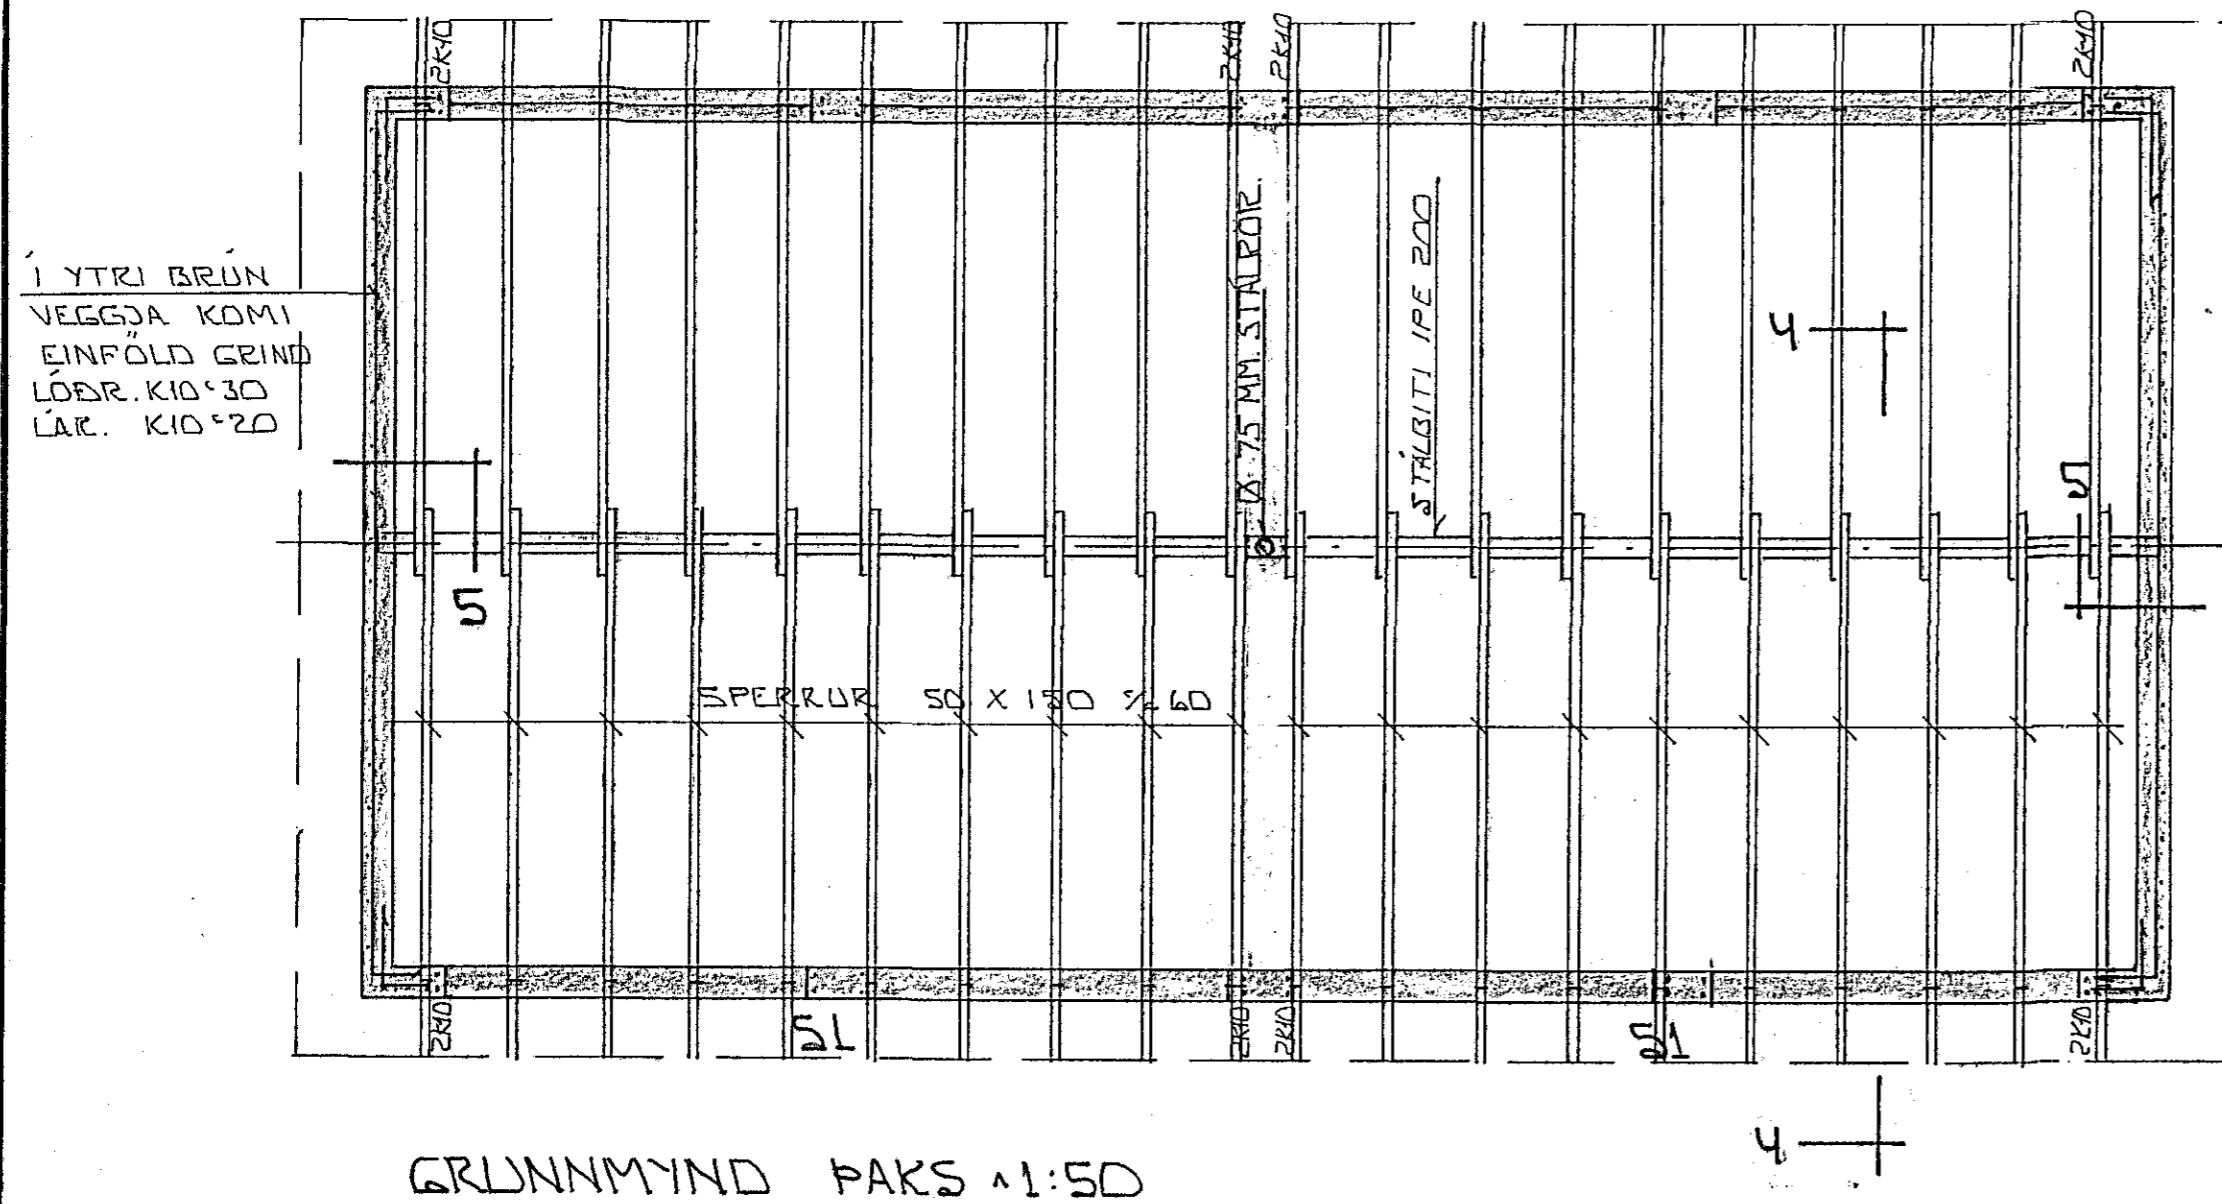 2K10
2K10
2K10
2K10
Í YTRI BRÚN
VEGGJA KOMI
EINFÖLD GRIND
LÓÐR. K10 c 30
LÁR. K10 c 20
Ø 75 MM. STÁLRÖR.
STÁLBITI IPE 200
4
5
5
SPERRUR 50 X 150 c/c 60
2K10
S1
2K10
2K10
S1
2K10
4
GRUNNMYND ÞAKS ^ 1:50